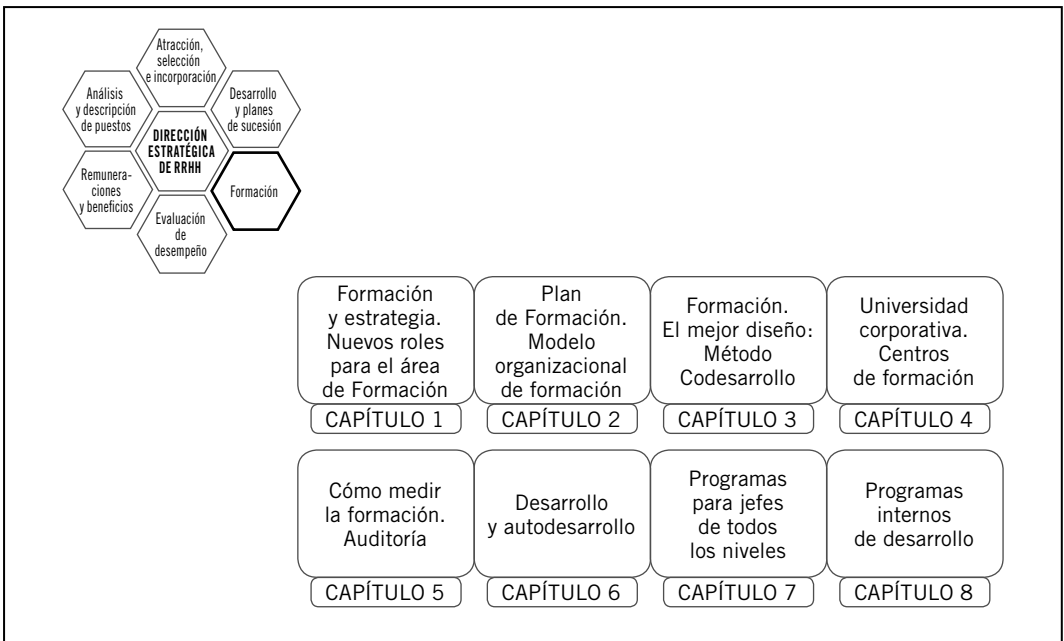 Atracción,
selección
e incorporación
Análisis
y descripción
de puestos
Desarrollo
y planes
de sucesión
DIRECCIÓN
ESTRATÉGICA
DE RRHH
Remunera-
ciones
y beneficios
Formación
Evaluación
de
desempeño
Formación
y estrategia.
Nuevos roles
para el área
de Formación
CAPÍTULO 1
Plan
de Formación.
Modelo
organizacional
de formación
CAPÍTULO 2
Formación.
El mejor diseño:
Método
Codesarrollo
CAPÍTULO 3
Universidad
corporativa.
Centros
de formación
CAPÍTULO 4
Cómo medir
la formación.
Auditoría
CAPÍTULO 5
Desarrollo
y autodesarrollo
CAPÍTULO 6
Programas
para jefes
de todos
los niveles
CAPÍTULO 7
Programas
internos
de desarrollo
CAPÍTULO 8